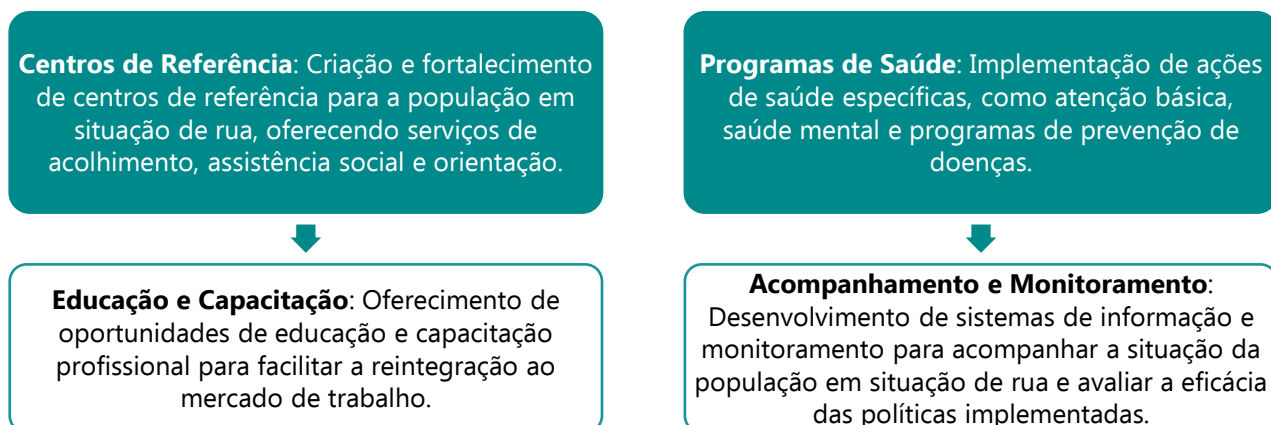 Centros de Referência: Criação e fortalecimento
de centros de referência para a população em
situação de rua, oferecendo serviços de
acolhimento, assistência social e orientação.
Educação e Capacitação: Oferecimento de
oportunidades de educação e capacitação
profissional para facilitar a reintegração ao
mercado de trabalho.
Programas de Saúde: Implementação de ações
de saúde específicas, como atenção básica,
saúde mental e programas de prevenção de
doenças.
Acompanhamento e Monitoramento:
Desenvolvimento de sistemas de informação e
monitoramento para acompanhar a situação da
população em situação de rua e avaliar a eficácia
das políticas implementadas.